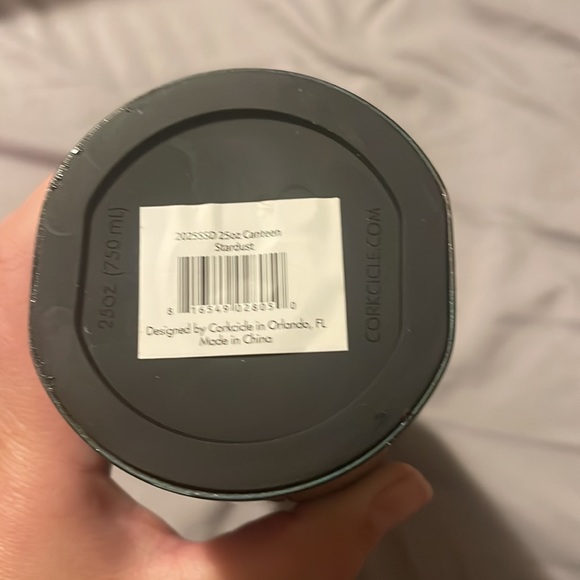 2025SSD 25oz Canteen
Stardust
8 16549 02805 0
Designed by Corkcicle in Orlando, FL
Made in China
25OZ (750 mL)
CORKCICLE.COM